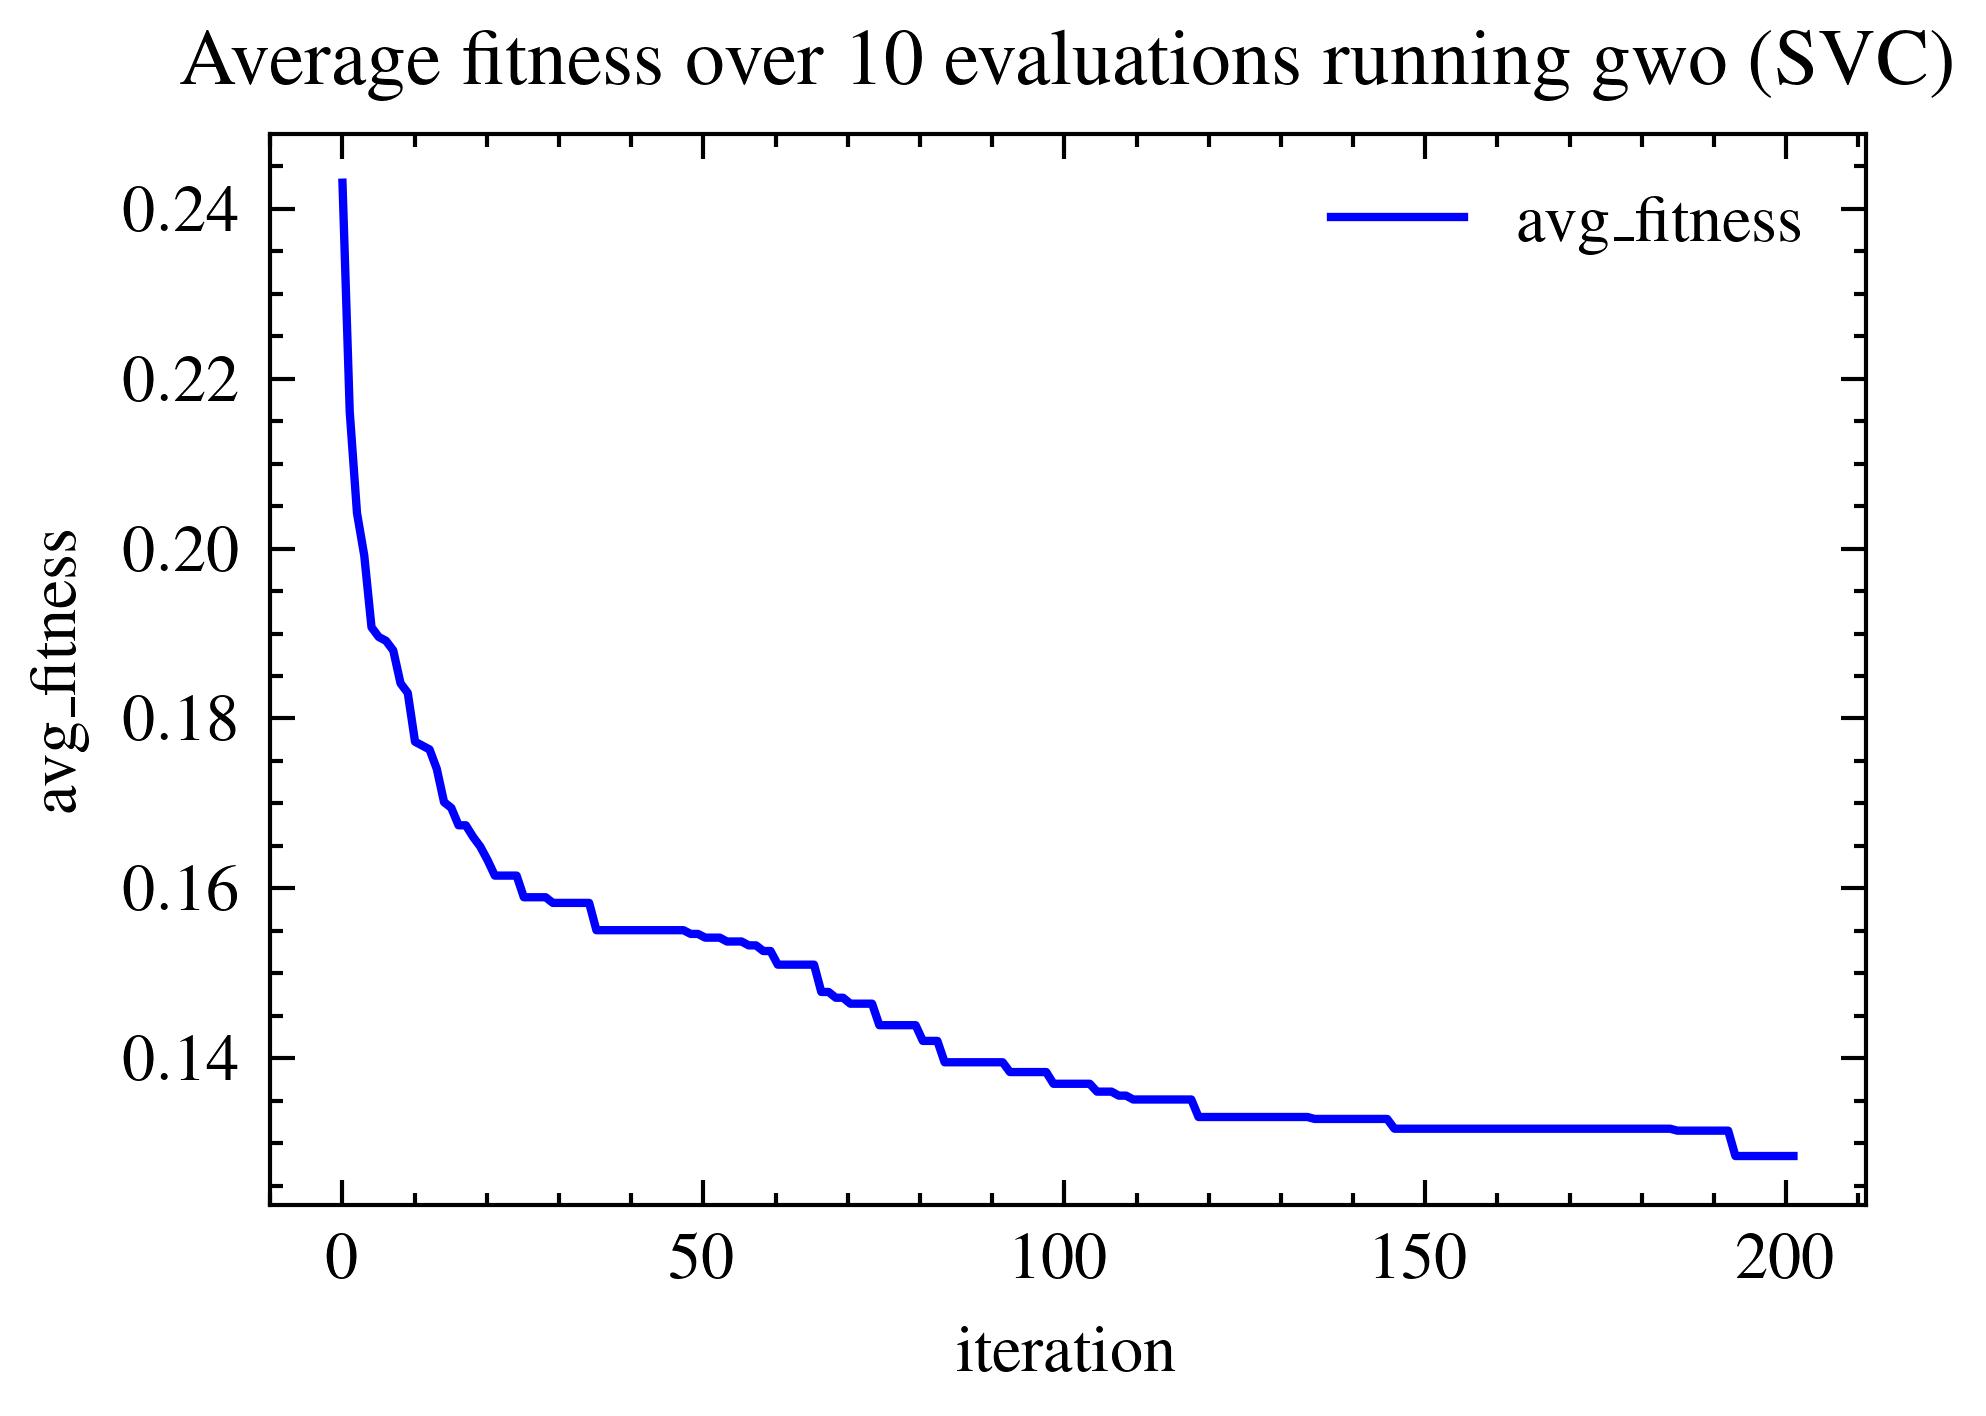 Average fitness over 10 evaluations running gwo (SVC)
avg_fitness
0.24
0.22
0.20
0.18
0.16
0.14
avg_fitness
0 50 100 150 200
iteration